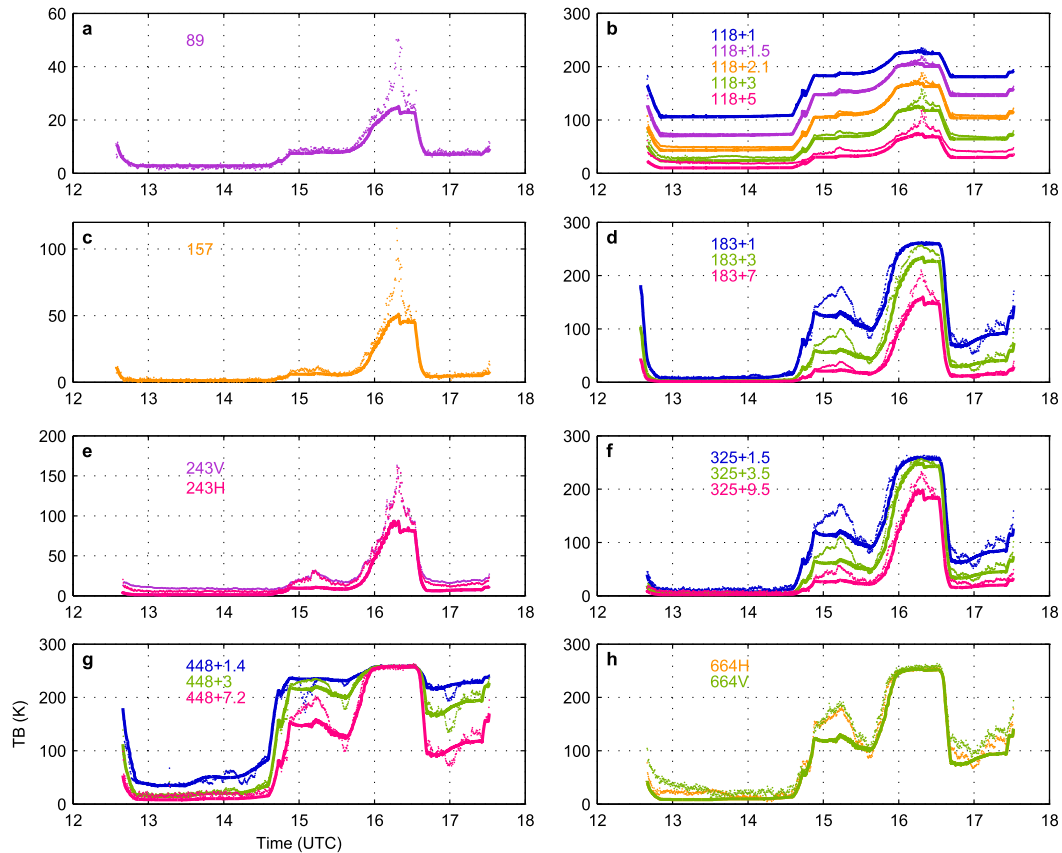 60
40
20
0
a
89
12 13 14 15 16 17 18
300
200
100
0
b
118+1
118+1.5
118+2.1
118+3
118+5
12 13 14 15 16 17 18
100
50
0
c
157
12 13 14 15 16 17 18
300
200
100
0
d
183+1
183+3
183+7
12 13 14 15 16 17 18
200
150
100
50
0
e
243V
243H
12 13 14 15 16 17 18
300
200
100
0
f
325+1.5
325+3.5
325+9.5
12 13 14 15 16 17 18
TB (K)
300
200
100
0
g
448+1.4
448+3
448+7.2
12 13 14 15 16 17 18
Time (UTC)
300
200
100
0
h
664H
664V
12 13 14 15 16 17 18